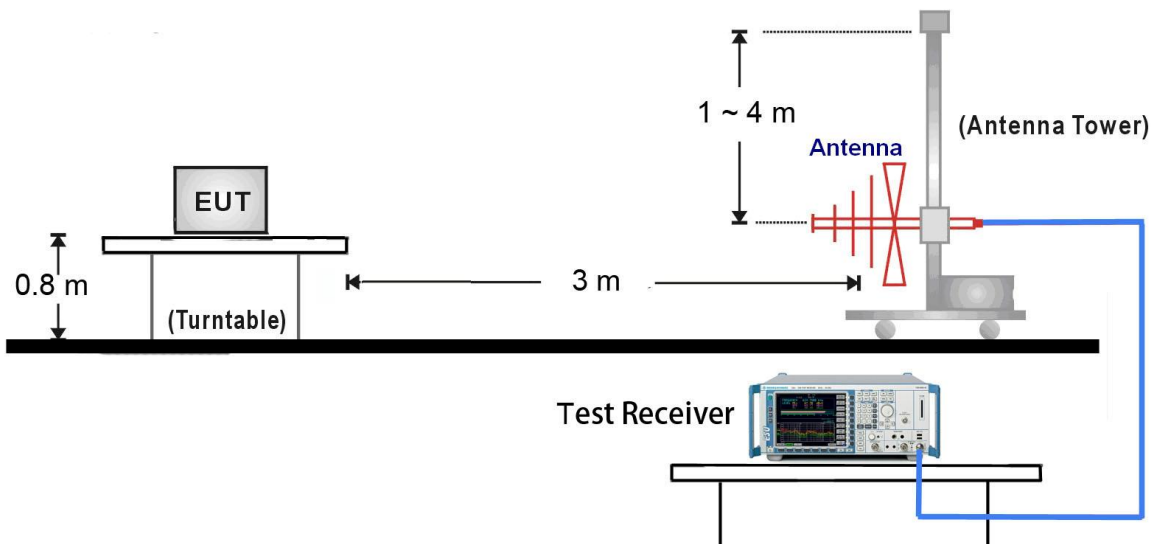 1 ~ 4 m
(Antenna Tower)
Antenna
EUT
0.8 m
3 m
(Turntable)
Test Receiver